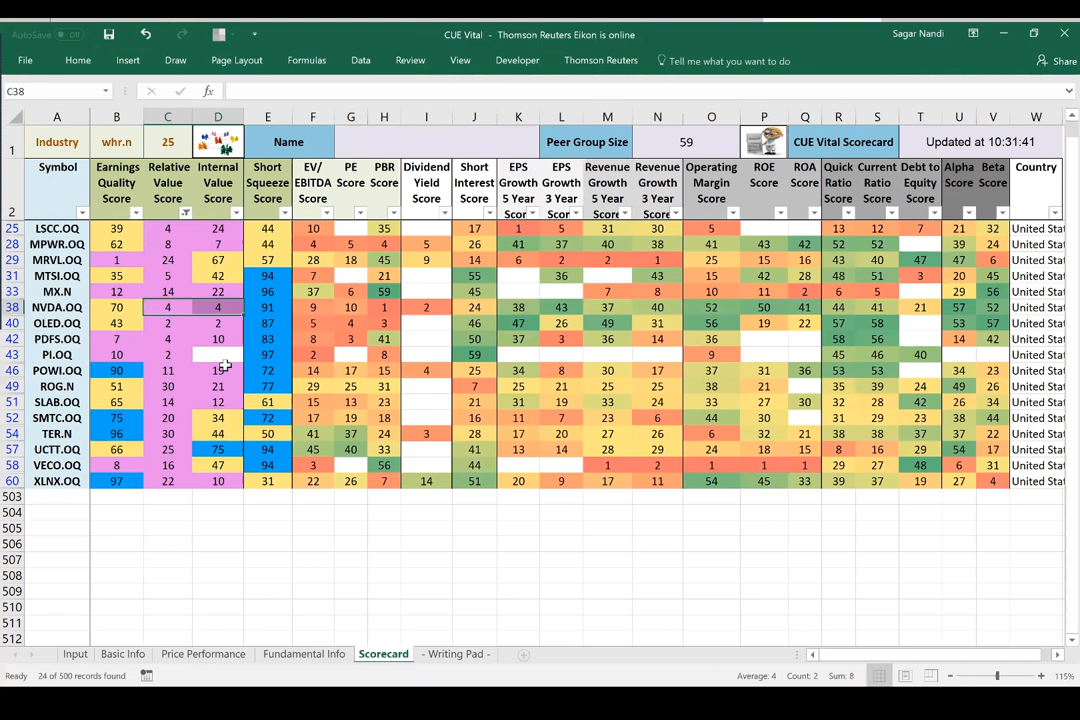 AutoSave Off CUE Vital - Thomson Reuters Eikon is online Sagar Nandi
File Home Insert Draw Page Layout Formulas Data Review View Developer Thomson Reuters Tell me what you want to do Share
C38 fx
A B C D E F G H I J K L M N O P Q R S T U V W
1 Industry whr.n 25 Name Peer Group Size 59 CUE Vital Scorecard Updated at 10:31:41
2 Symbol Earnings Quality Score Relative Value Score Internal Value Score Short Squeeze Score EV/ EBITDA Score PE Score PBR Score Dividend Yield Score Short Interest Score EPS Growth 5 Year Score EPS Growth 3 Year Score Revenue Growth 5 Year Score Revenue Growth 3 Year Score Operating Margin Score ROE Score ROA Score Quick Ratio Score Current Ratio Score Debt to Equity Score Alpha Score Beta Score Country
25 LSCC.OQ 39 4 24 44 10 35 17 1 5 31 30 5 13 12 7 21 32 United Stat
28 MPWR.OQ 62 8 7 44 4 5 4 5 26 41 37 40 38 41 43 42 52 52 39 24 United Stat
29 MRVL.OQ 1 24 67 57 28 18 45 9 14 6 2 2 1 25 15 16 43 40 47 47 6 United Stat
31 MTSI.OQ 35 5 42 94 7 21 55 36 43 15 42 28 48 51 3 20 45 United Stat
33 MX.N 12 14 22 96 37 6 59 45 7 8 10 11 2 6 5 29 56 United Stat
38 NVDA.OQ 70 4 4 91 9 10 1 2 24 38 43 37 40 52 50 41 44 41 21 57 52 United Stat
40 OLED.OQ 43 2 2 87 5 4 3 46 47 26 49 31 56 19 22 57 58 53 57 United Stat
42 PDFS.OQ 7 4 10 83 8 3 41 50 37 3 36 14 36 58 56 14 42 United Stat
43 PI.OQ 10 2 97 2 8 59 9 45 46 40 United Stat
46 POWI.OQ 90 11 15 72 14 17 15 4 25 34 8 30 17 37 31 36 53 53 34 23 United Stat
49 ROG.N 51 30 21 77 29 25 31 7 25 21 25 25 38 21 35 39 24 49 26 United Stat
51 SLAB.OQ 65 14 12 61 15 13 23 16 31 19 33 24 33 27 30 32 28 42 26 34 United Stat
52 SMTC.OQ 75 20 34 72 17 19 18 16 11 7 23 6 44 30 31 29 23 38 44 United Stat
54 TER.N 96 30 44 50 41 37 24 3 28 17 20 27 26 6 32 21 38 38 37 37 22 United Stat
57 UCTT.OQ 66 25 75 94 45 40 33 41 13 14 28 29 24 18 15 8 16 29 54 17 United Stat
58 VECO.OQ 8 16 47 94 3 56 44 1 2 1 1 1 29 27 48 6 31 United Stat
60 XLNX.OQ 97 22 10 31 22 26 7 14 51 20 9 17 11 54 45 33 39 37 19 27 4 United Stat
503
504
505
506
507
508
509
510
511
512
Input Basic Info Price Performance Fundamental Info Scorecard - Writing Pad -
Ready 24 of 500 records found Average: 4 Count: 2 Sum: 8 115%